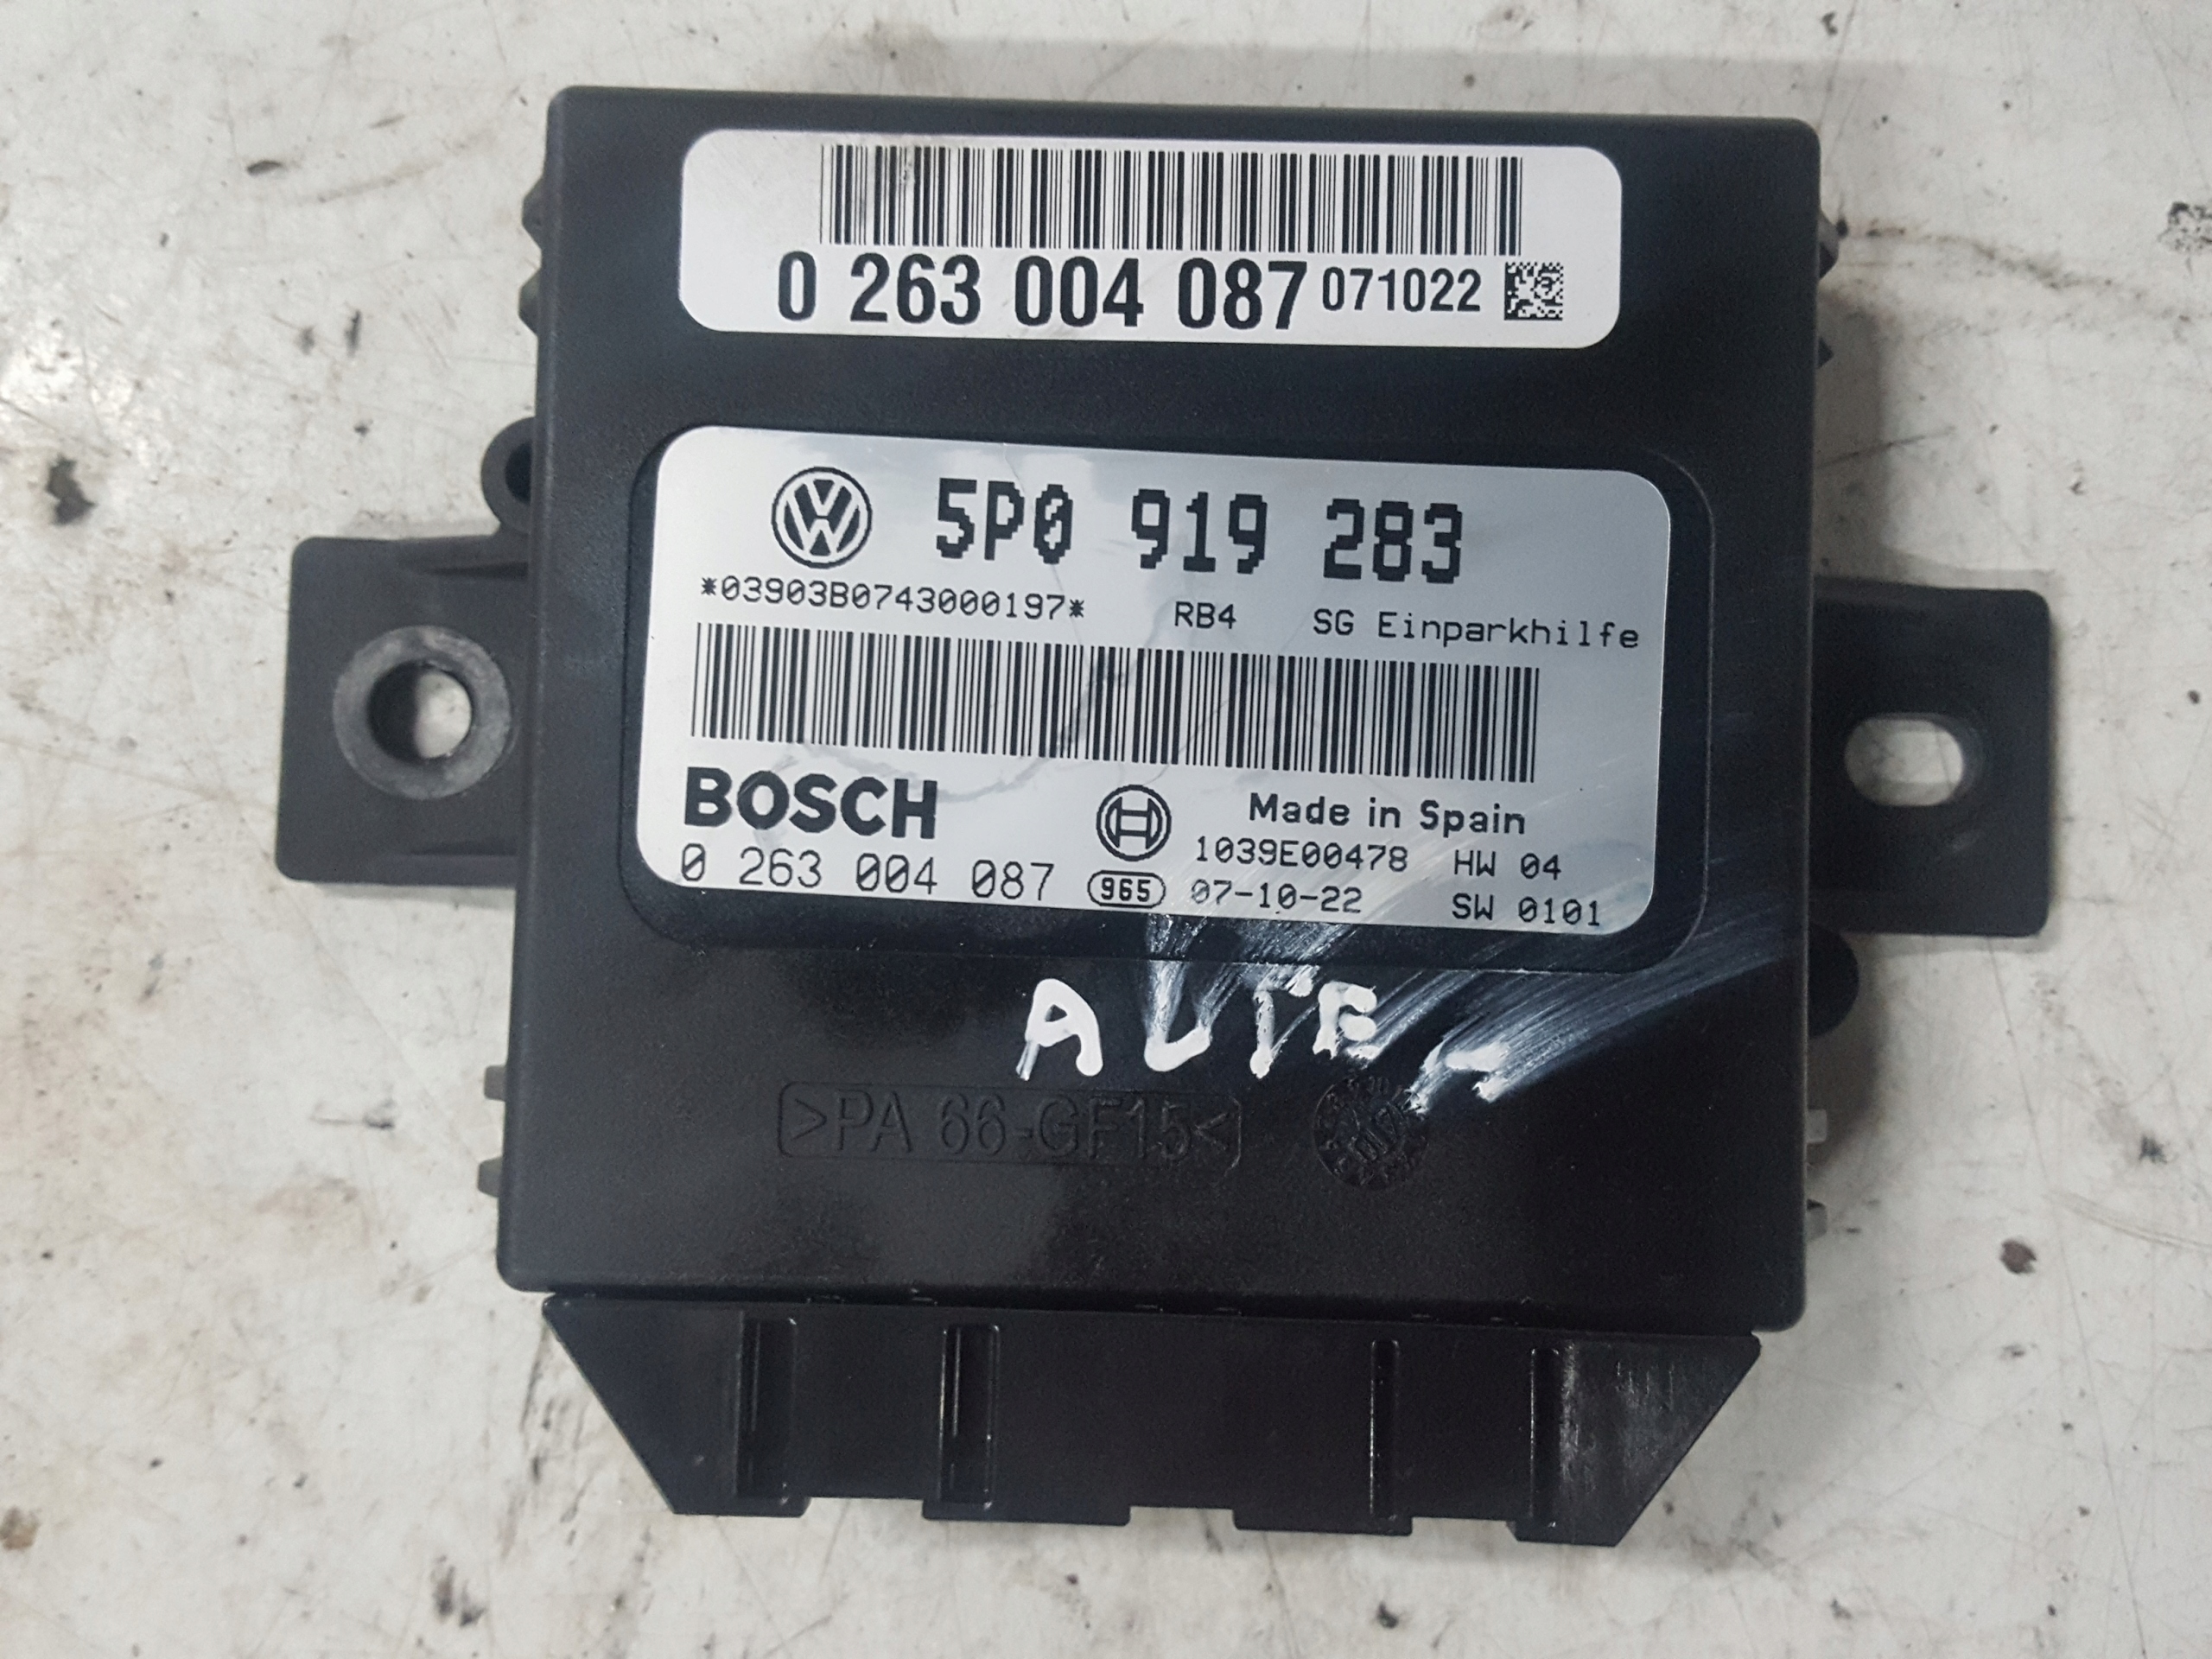 0 263 004 087 071022
5P0 919 283
*03903B0743000197* RB4 SG Einparkhilfe
BOSCH Made in Spain
1039E00478 HW 04
0 263 004 087 965 07-10-22 SW 0101
>PA 66-GF15<